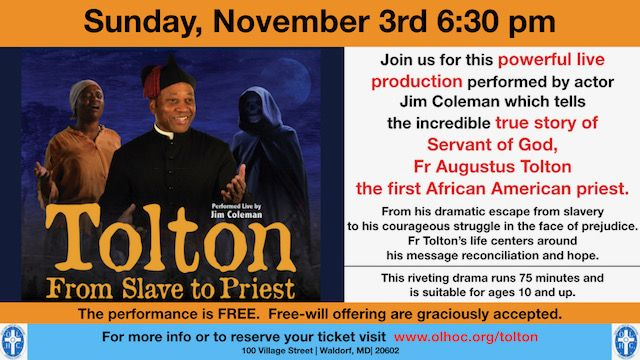 Sunday, November 3rd 6:30 pm
Performed Live by
Jim Coleman
Tolton
From Slave to Priest
Join us for this powerful live
production performed by actor
Jim Coleman which tells
the incredible true story of
Servant of God,
Fr Augustus Tolton
the first African American priest.
From his dramatic escape from slavery
to his courageous struggle in the face of prejudice.
Fr Tolton's life centers around
his message reconciliation and hope.
This riveting drama runs 75 minutes and
is suitable for ages 10 and up.
The performance is FREE. Free-will offering are graciously accepted.
For more info or to reserve your ticket visit www.olhoc.org/tolton
100 Village Street | Waldorf, MD| 20602